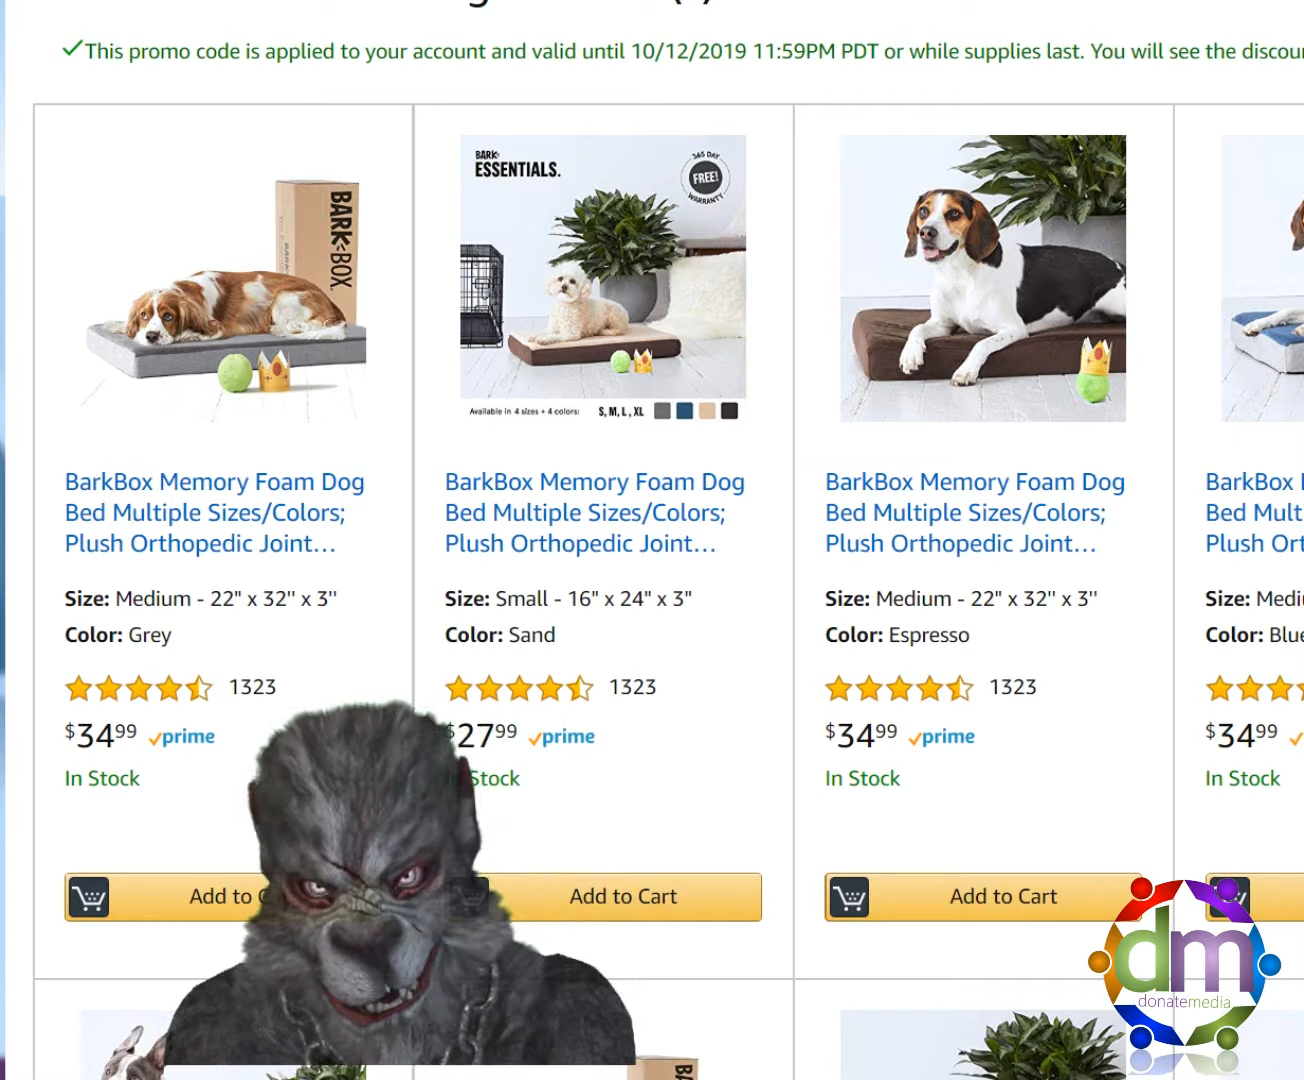 This promo code is applied to your account and valid until 10/12/2019 11:59PM PDT or while supplies last. You will see the
BARK BOX
BARK
ESSENTIALS.
365 DAY
FREE!
WARRANTY
Available in 4 sizes + 4 colors: S, M, L, XL
BarkBox Memory Foam Dog
Bed Multiple Sizes/Colors;
Plush Orthopedic Joint...
Size: Medium - 22" x 32" x 3"
Color: Grey
1323
$34.99 prime
In Stock
Add to
BarkBox Memory Foam Dog
Bed Multiple Sizes/Colors;
Plush Orthopedic Joint...
Size: Small - 16" x 24" x 3"
Color: Sand
1323
$27.99 prime
Stock
Add to Cart
BarkBox Memory Foam Dog
Bed Multiple Sizes/Colors;
Plush Orthopedic Joint...
Size: Medium - 22" x 32" x 3"
Color: Espresso
1323
$34.99 prime
In Stock
Add to Cart
BarkBox
Bed
Plush
Size:
Color:
$34.99
In Stock
dm
donatemedia